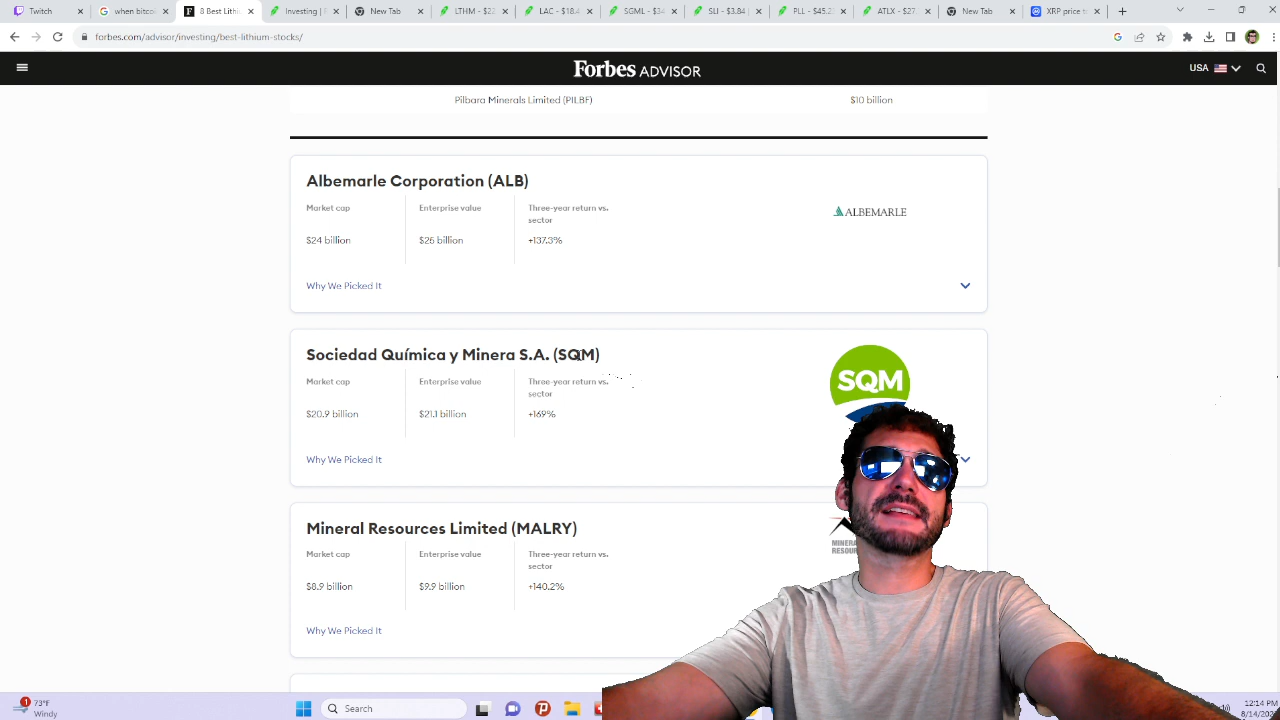 Twitch
when bitco
8 Best Lithi
Investing i
New Tab
LTHM - $22
LAC - $18.4
SGML - $34
SLI - $3.84
PLL - $45.2
ATLX - $27
New Tab
XRP price t
forbes.com/advisor/investing/best-lithium-stocks/
Forbes ADVISOR
USA
Pilbara Minerals Limited (PILBF) $10 billion
Albemarle Corporation (ALB)
Market cap Enterprise value Three-year return vs.
sector
$24 billion $26 billion +137.3%
ALBEMARLE
Why We Picked It
Sociedad Química y Minera S.A. (SQM)
Market cap Enterprise value Three-year return vs.
sector
$20.9 billion $21.1 billion +169%
SQM
Why We Picked It
Mineral Resources Limited (MALRY)
Market cap Enterprise value Three-year return vs.
sector
$8.9 billion $9.9 billion +140.2%
Why We Picked It
1
73°F
Windy
Search
12:14 PM